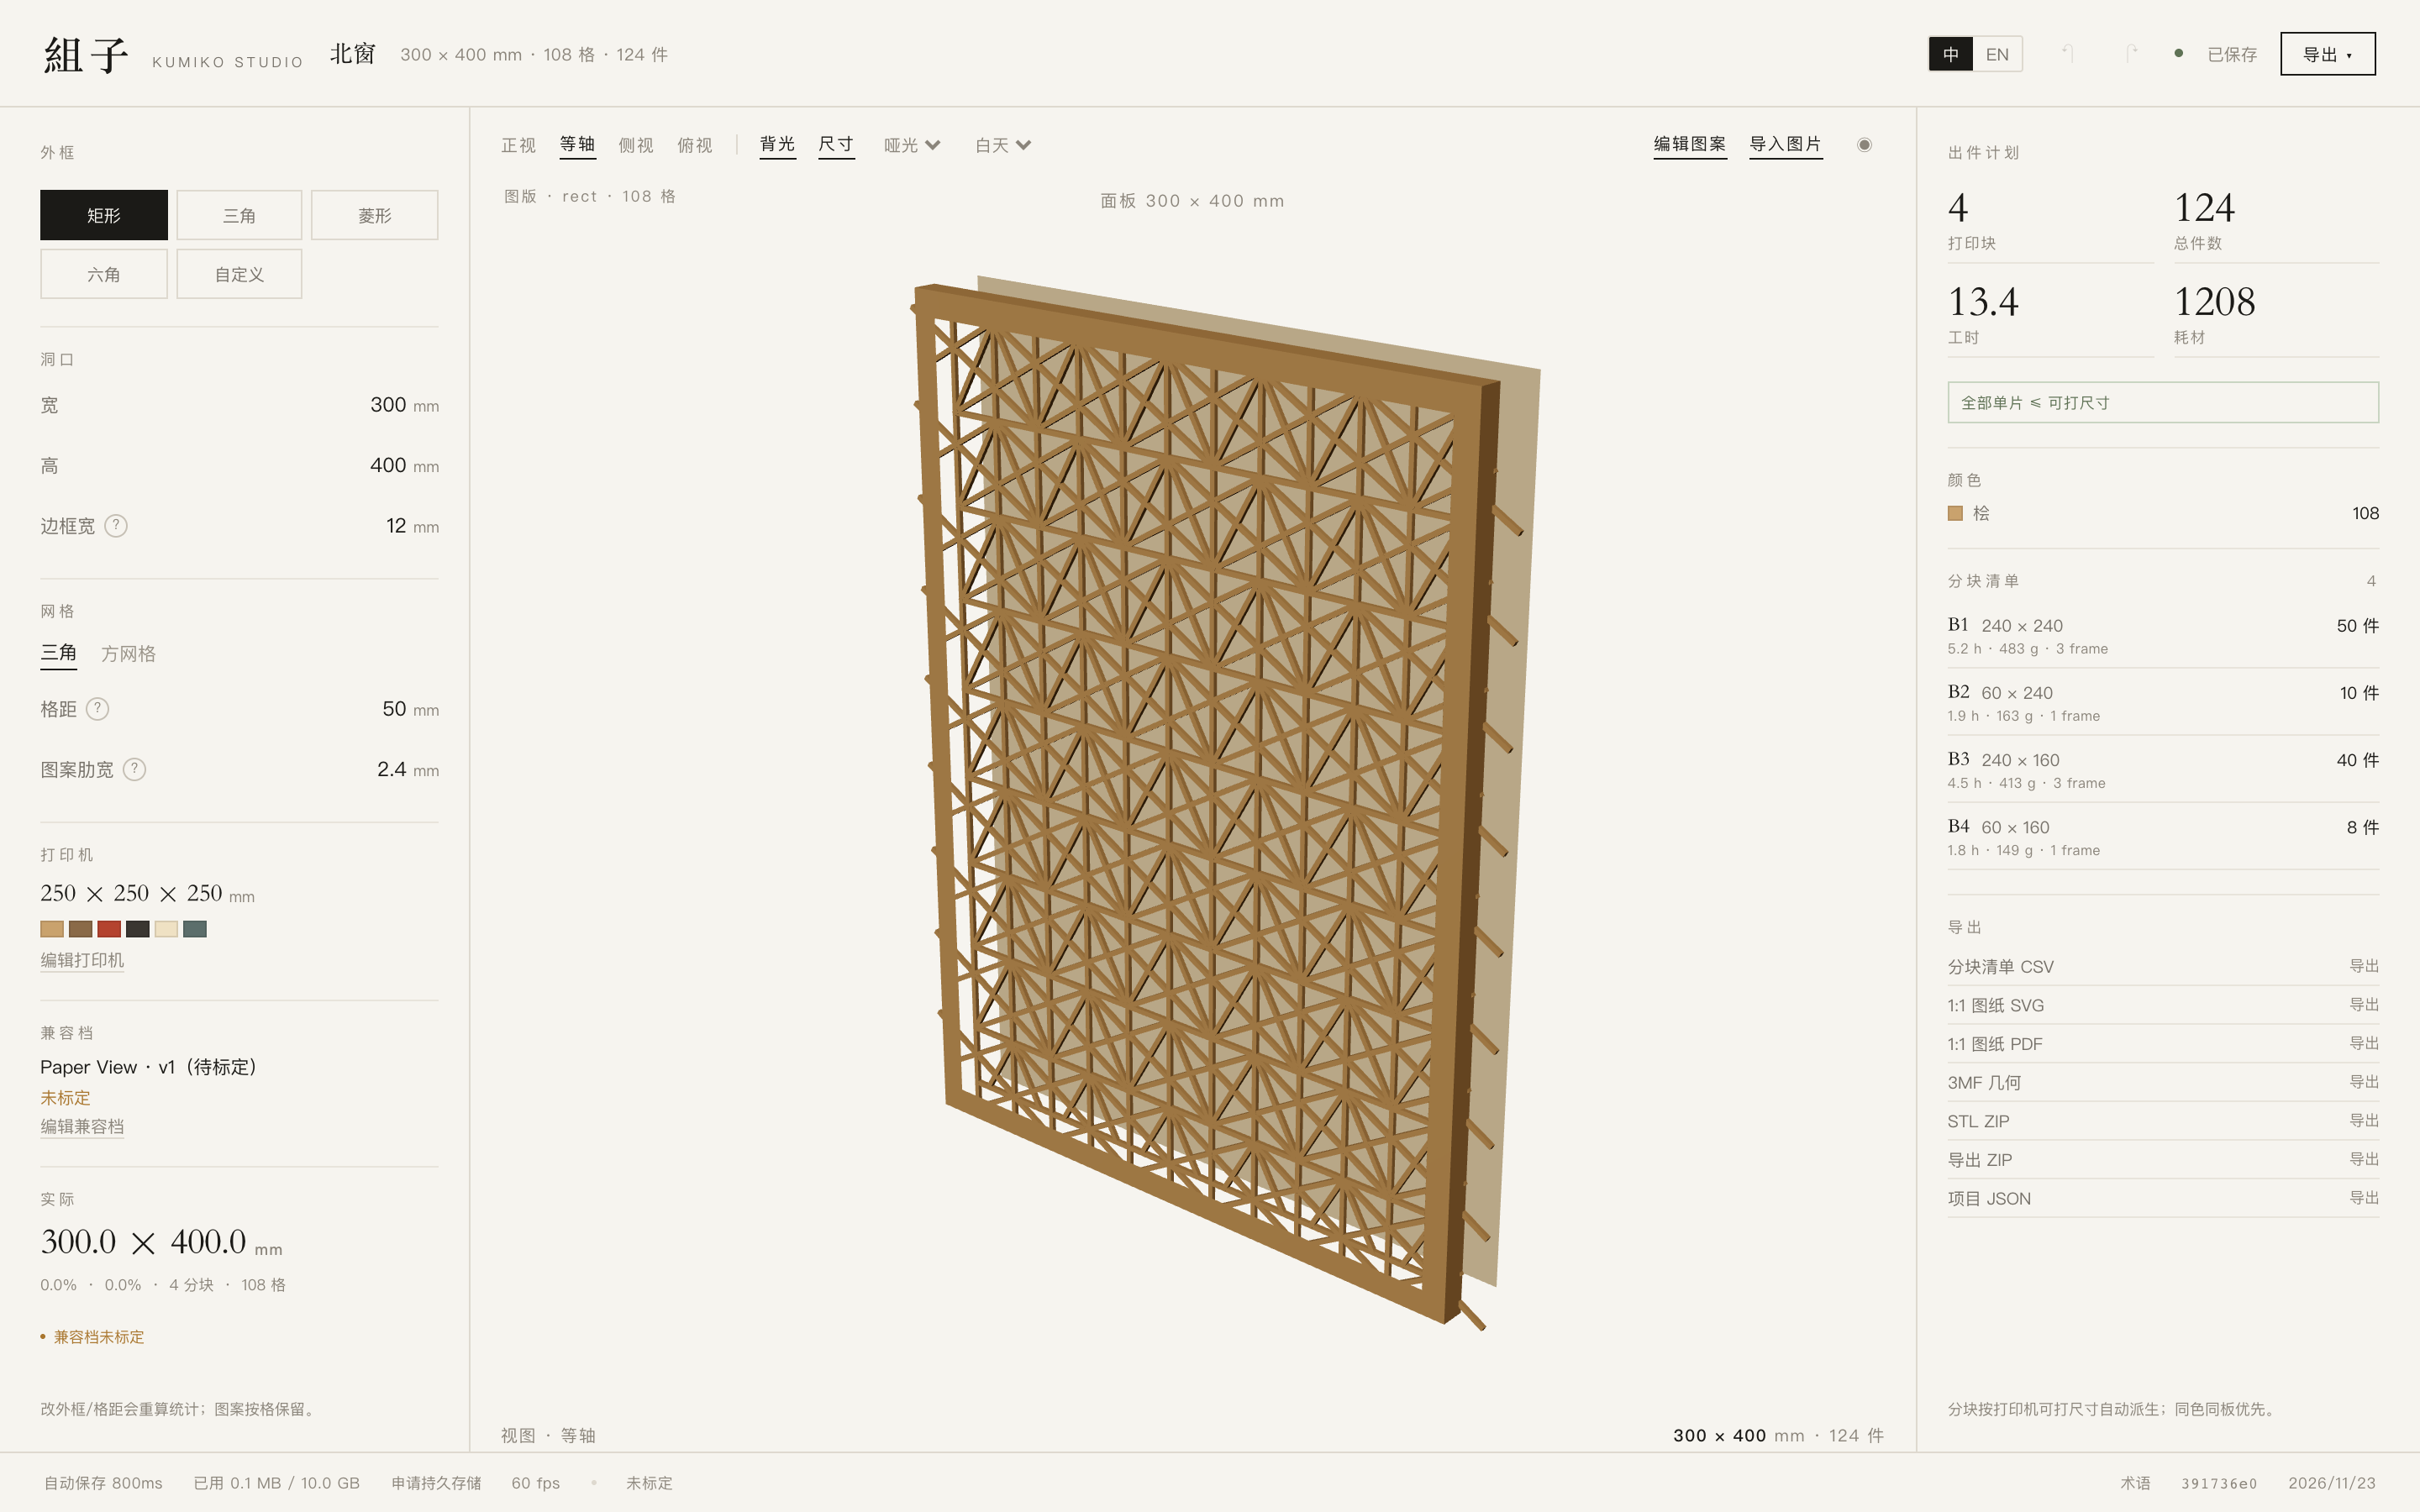 組子 KUMIKO STUDIO 北窗 300 × 400 mm · 108 格 · 124 件
中 EN 已保存 导出 ▾
外框
矩形 三角 菱形
六角 自定义
洞口
宽 300 mm
高 400 mm
边框宽 ? 12 mm
网格
三角 方网格
格距 ? 50 mm
图案肋宽 ? 2.4 mm
打印机
250 × 250 × 250 mm
编辑打印机
兼容档
Paper View · v1（待标定）
未标定
编辑兼容档
实际
300.0 × 400.0 mm
0.0% · 0.0% · 4 分块 · 108 格
• 兼容档未标定
改外框/格距会重算统计；图案按格保留。
正视 等轴 侧视 俯视 背光 尺寸 哑光 白天
编辑图案 导入图片
图版 · rect · 108 格
面板 300 × 400 mm
视图 · 等轴
300 × 400 mm · 124 件
出件计划
4 124
打印块 总件数
13.4 1208
工时 耗材
全部单片 ≤ 可打尺寸
颜色
桧 108
分块清单 4
B1 240 × 240 50 件
5.2 h · 483 g · 3 frame
B2 60 × 240 10 件
1.9 h · 163 g · 1 frame
B3 240 × 160 40 件
4.5 h · 413 g · 3 frame
B4 60 × 160 8 件
1.8 h · 149 g · 1 frame
导出
分块清单 CSV 导出
1:1 图纸 SVG 导出
1:1 图纸 PDF 导出
3MF 几何 导出
STL ZIP 导出
导出 ZIP 导出
项目 JSON 导出
分块按打印机可打尺寸自动派生；同色同板优先。
自动保存 800ms 已用 0.1 MB / 10.0 GB 申请持久存储 60 fps • 未标定
术语 391736e0 2026/11/23